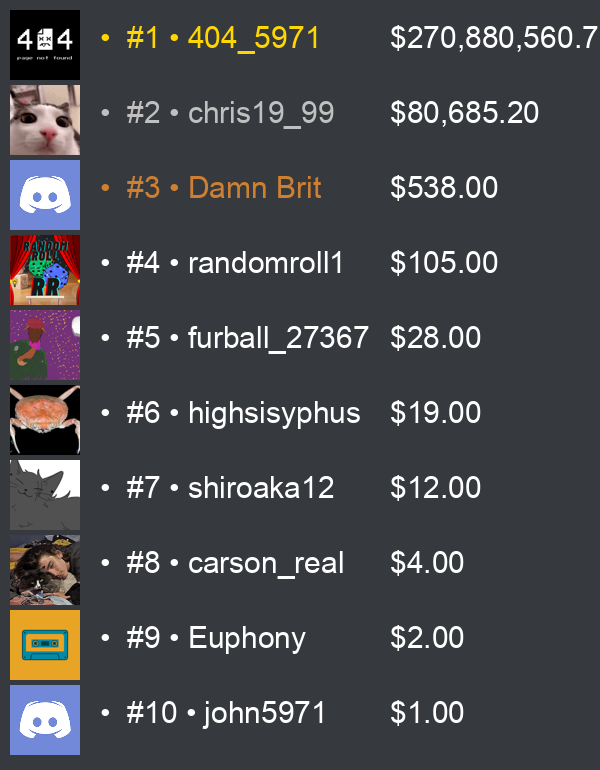 404
page not found
• #1 • 404_5971 $270,880,560.7
• #2 • chris19_99 $80,685.20
• #3 • Damn Brit $538.00
RANDOM
ROLL
RR
• #4 • randomroll1 $105.00
• #5 • furball_27367 $28.00
• #6 • highsisyphus $19.00
• #7 • shiroaka12 $12.00
• #8 • carson_real $4.00
• #9 • Euphony $2.00
• #10 • john5971 $1.00